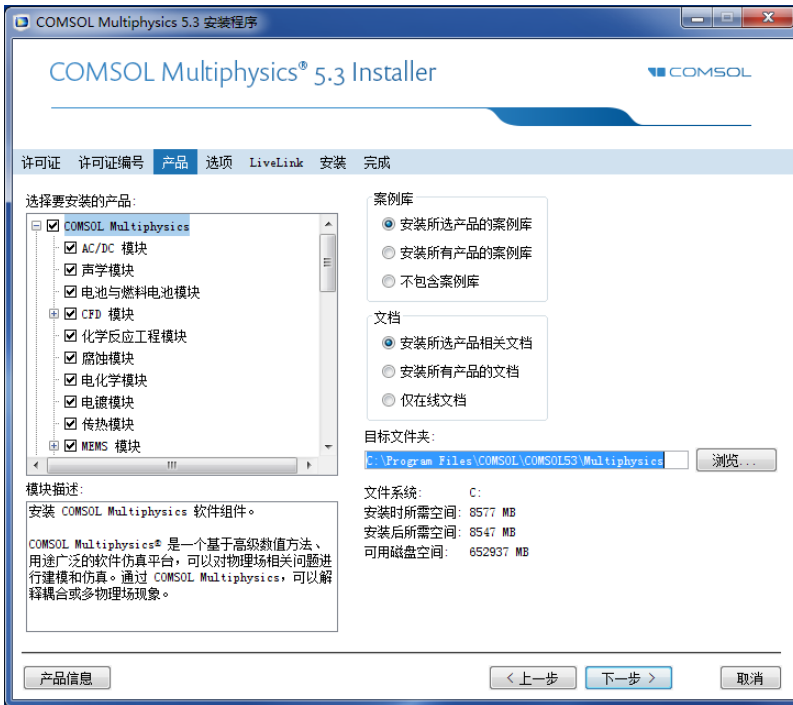 COMSOL Multiphysics 5.3 安装程序
COMSOL Multiphysics® 5.3 Installer
COMSOL
许可证 许可证编号 产品 选项 LiveLink 安装 完成
选择要安装的产品:
COMSOL Multiphysics
AC/DC 模块
声学模块
电池与燃料电池模块
CFD 模块
化学反应工程模块
腐蚀模块
电化学模块
电镀模块
传热模块
MEMS 模块
模块描述:
安装 COMSOL Multiphysics 软件组件。
COMSOL Multiphysics® 是一个基于高级数值方法、
用途广泛的软件仿真平台，可以对物理场相关问题进
行建模和仿真。通过 COMSOL Multiphysics，可以解
释耦合或多物理场现象。
案例库
安装所选产品的案例库
安装所有产品的案例库
不包含案例库
文档
安装所选产品相关文档
安装所有产品的文档
仅在线文档
目标文件夹:
C:\Program Files\COMSOL\COMSOL53\Multiphysics
浏览...
文件系统: C:
安装时所需空间: 8577 MB
安装后所需空间: 8547 MB
可用磁盘空间: 652937 MB
产品信息
< 上一步
下一步 >
取消